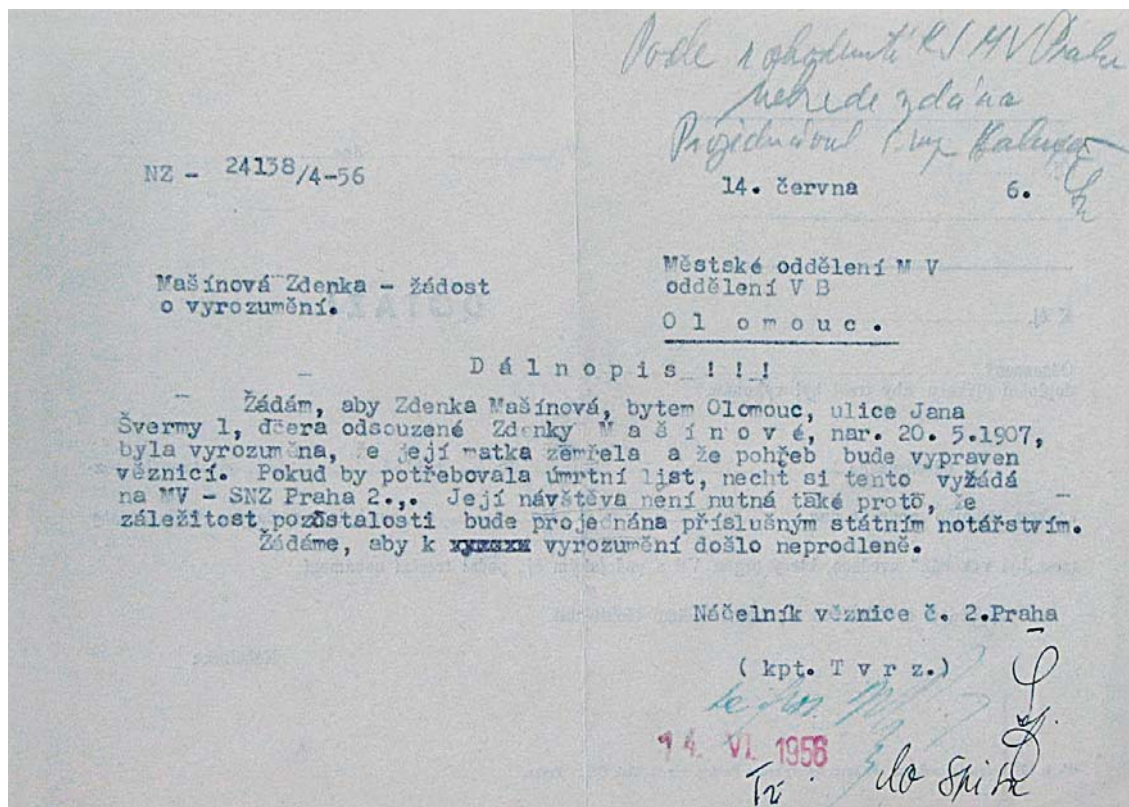 Podle rozhodnutí KS MV Praha
nebude
Projednával
NZ - 24138/4-56
14. června 6.
Mašínová Zdenka - žádost
o vyrozumění.
Městské oddělení M V
oddělení V B
O l o m o u c .
D á l n o p i s ! ! !
Žádám, aby Zdenka Mašínová, bytem Olomouc, ulice Jana
Švermy 1, dcera odsouzené Zdenky M a š í n o v é, nar. 20. 5.1907,
byla vyrozuměna, že její matka zemřela a že pohřeb bude vypraven
věznicí. Pokud by potřebovala úmrtní list, nechť si tento vyžádá
na MV - SNZ Praha 2.,. Její návštěva není nutná také proto, že
záležitost pozůstalosti bude projednána příslušným státním notářstvím.
Žádáme, aby k vyrozumění došlo neprodleně.
Náčelník věznice č. 2.Praha
( kpt. T v r z.)
14. VI. 1956
do spisu